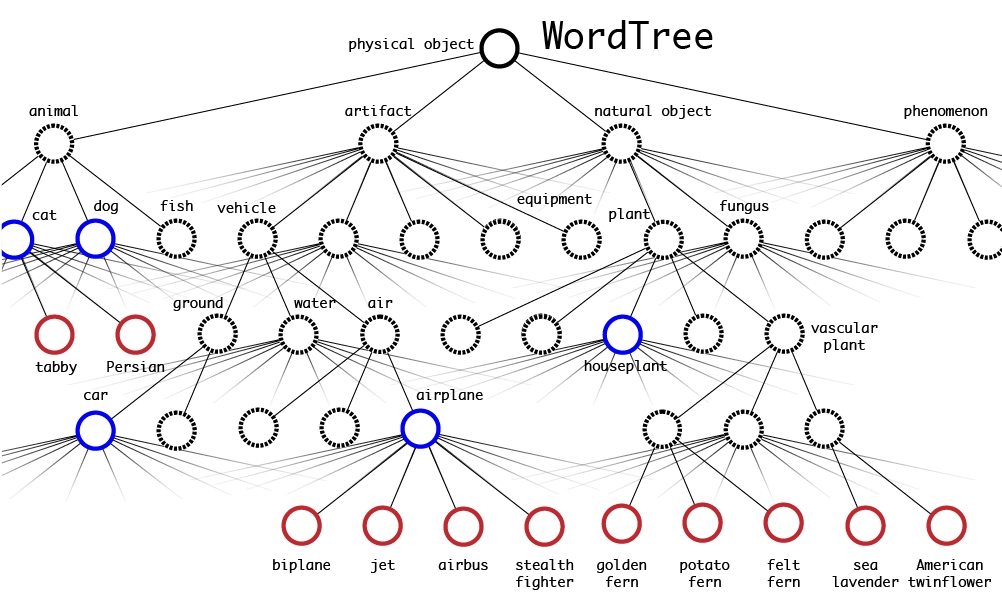 WordTree
physical object
animal
artifact
natural object
phenomenon
cat
dog
fish
vehicle
equipment
plant
fungus
ground
water
air
vascular
plant
tabby
Persian
houseplant
car
airplane
biplane
jet
airbus
stealth
fighter
golden
fern
potato
fern
felt
fern
sea
lavender
American
twinflower